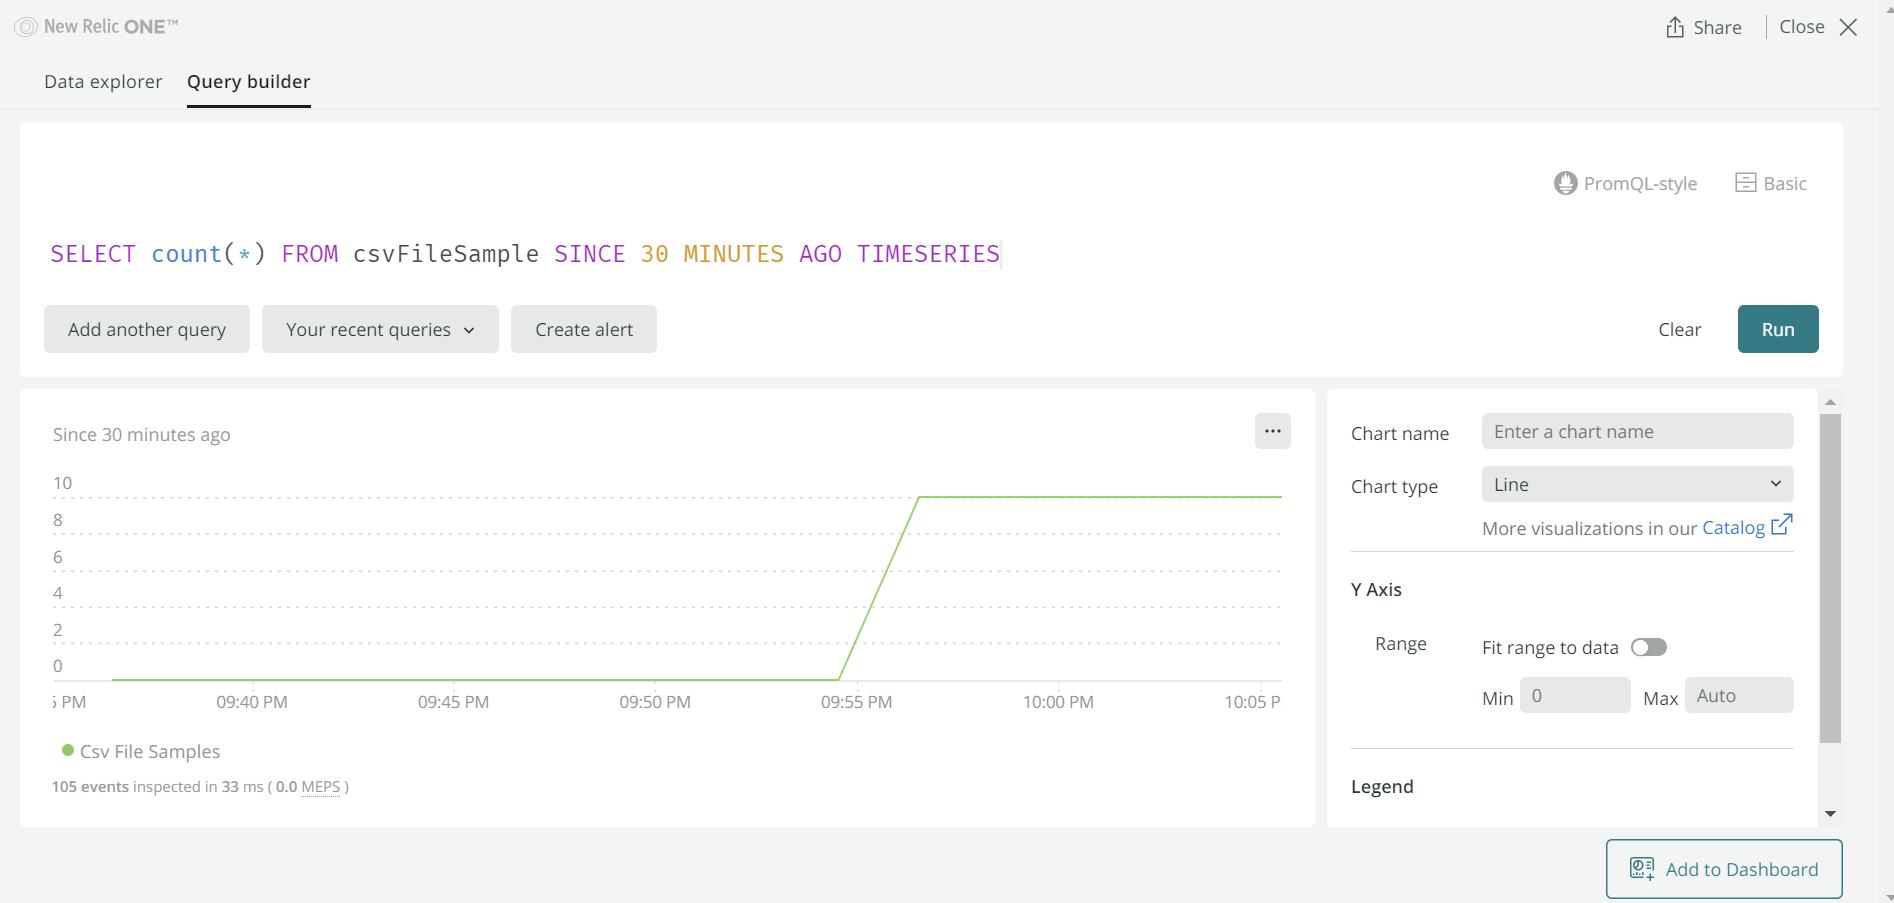 New Relic ONE™
Share
Close
Data explorer
Query builder
PromQL-style
Basic
SELECT count(*) FROM csvFileSample SINCE 30 MINUTES AGO TIMESERIES
Add another query
Your recent queries
Create alert
Clear
Run
Since 30 minutes ago
...
10
8
6
4
2
0
PM
09:40 PM
09:45 PM
09:50 PM
09:55 PM
10:00 PM
10:05 P
Csv File Samples
105 events inspected in 33 ms ( 0.0 MEPS )
Chart name
Enter a chart name
Chart type
Line
More visualizations in our Catalog
Y Axis
Range
Fit range to data
Min 0 Max Auto
Legend
Add to Dashboard